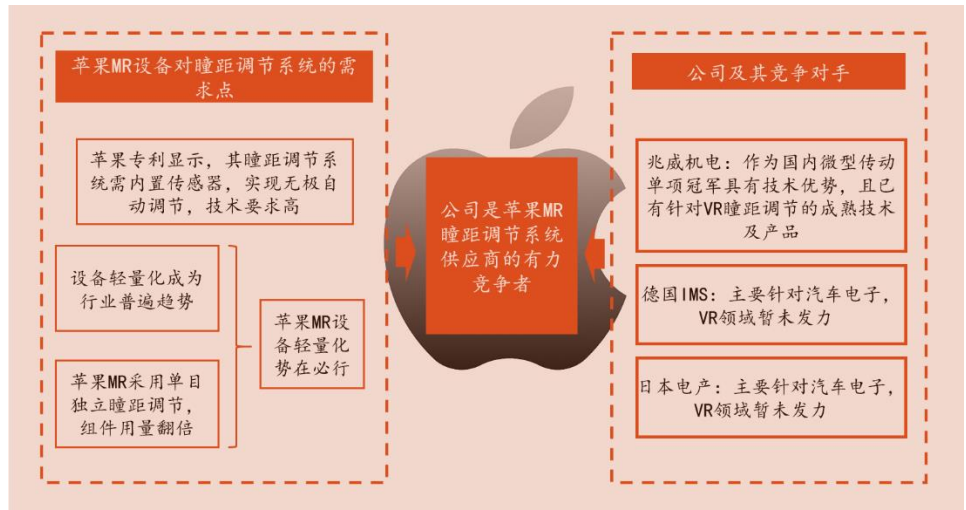 苹果MR设备对瞳距调节系统的需
求点
苹果专利显示，其瞳距调节系
统需内置传感器，实现无极自
动调节，技术要求高
设备轻量化成为
行业普遍趋势
苹果MR采用单目
独立瞳距调节，
组件用量翻倍
苹果MR设
备轻量化
势在必行
公司是苹果MR
瞳距调节系统
供应商的有力
竞争者
公司及其竞争对手
兆威机电：作为国内微型传动
单项冠军具有技术优势，且已
有针对VR瞳距调节的成熟技术
及产品
德国IMS：主要针对汽车电子，
VR领域暂未发力
日本电产：主要针对汽车电子，
VR领域暂未发力